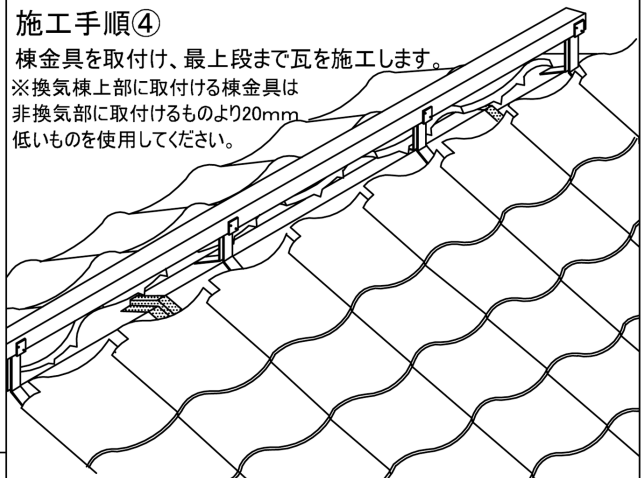 施工手順④
棟金具を取付け、最上段まで瓦を施工します。
※換気棟上部に取付ける棟金具は
非換気部に取付けるものより20mm
低いものを使用してください。